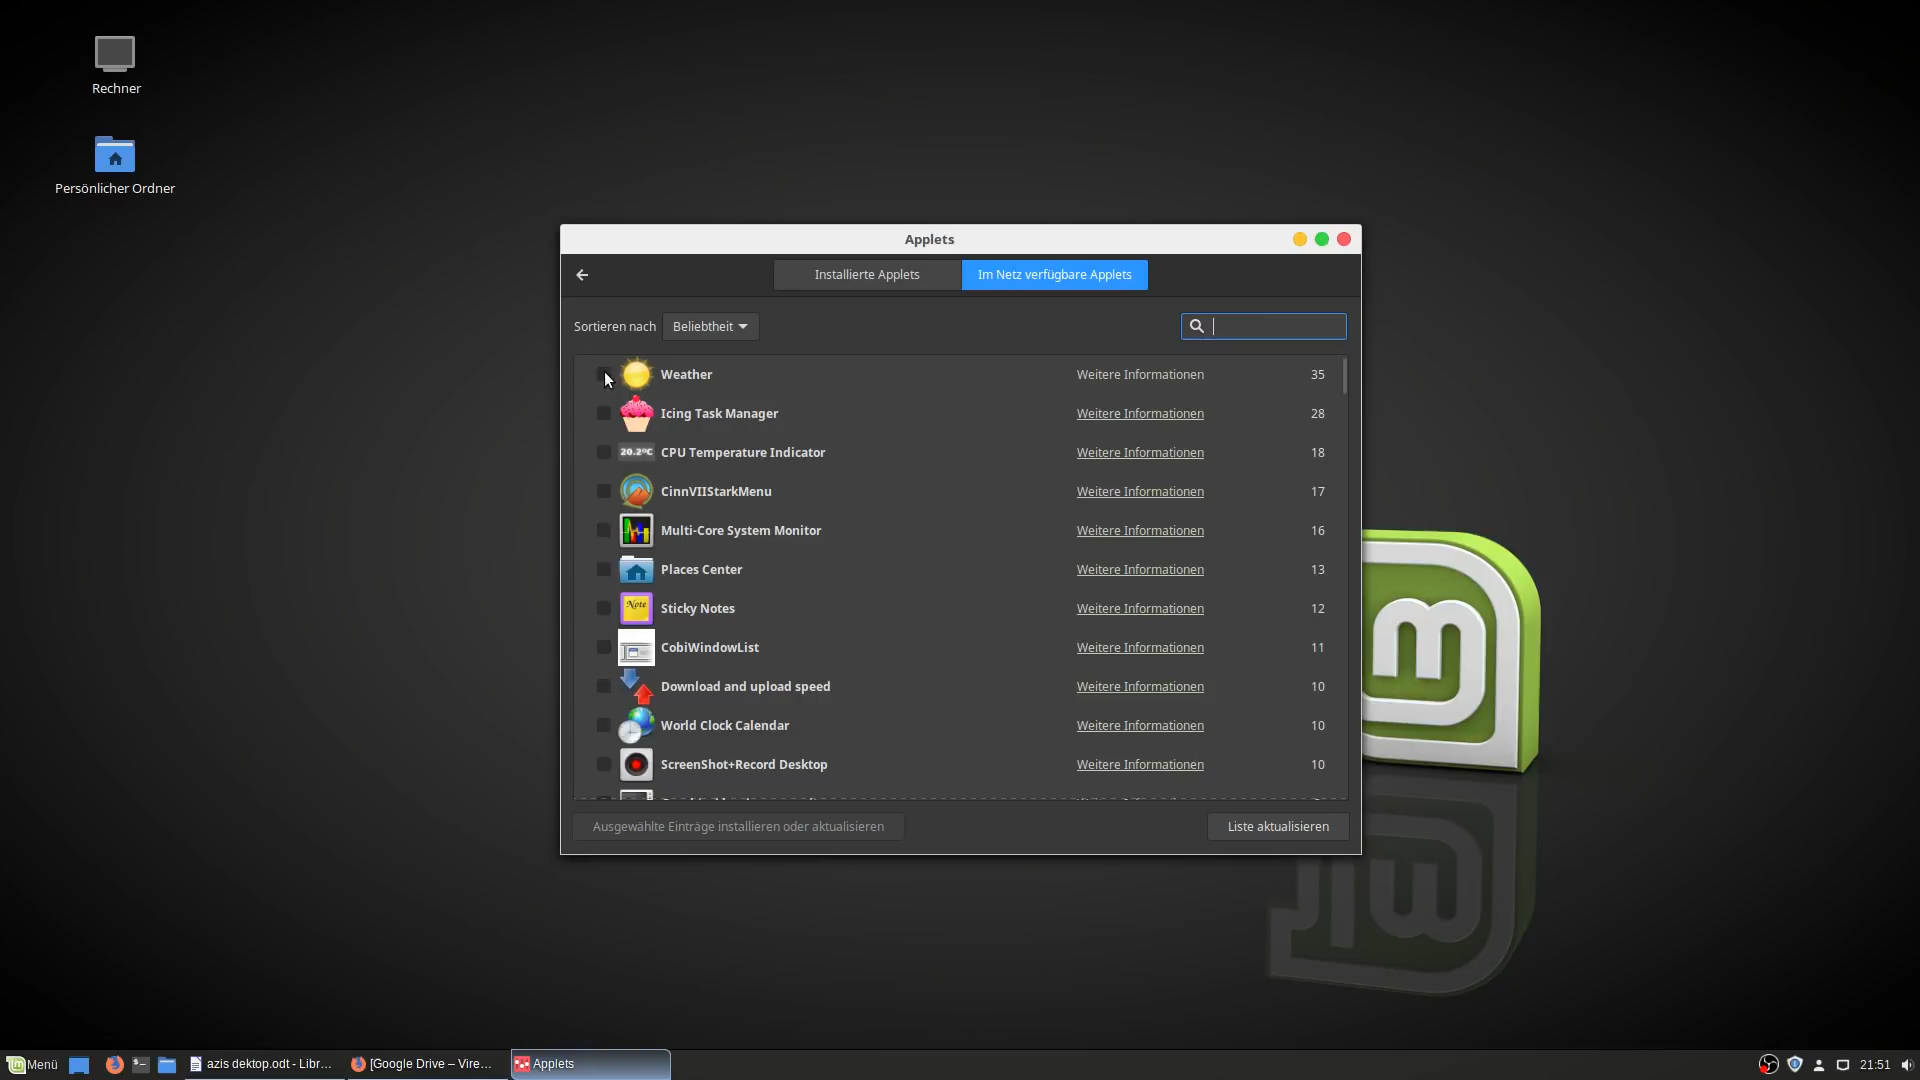 Rechner
Persönlicher Ordner
Applets
Installierte Applets
Im Netz verfügbare Applets
Sortieren nach
Beliebtheit
Weather Weitere Informationen 35
Icing Task Manager Weitere Informationen 28
20.2ºC CPU Temperature Indicator Weitere Informationen 18
CinnVIIStarkMenu Weitere Informationen 17
Multi-Core System Monitor Weitere Informationen 16
Places Center Weitere Informationen 13
Note Sticky Notes Weitere Informationen 12
CobiWindowList Weitere Informationen 11
Download and upload speed Weitere Informationen 10
World Clock Calendar Weitere Informationen 10
ScreenShot+Record Desktop Weitere Informationen 10
Ausgewählte Einträge installieren oder aktualisieren
Liste aktualisieren
Menü
azis dektop.odt - Libr...
[Google Drive – Vire...
Applets
21:51